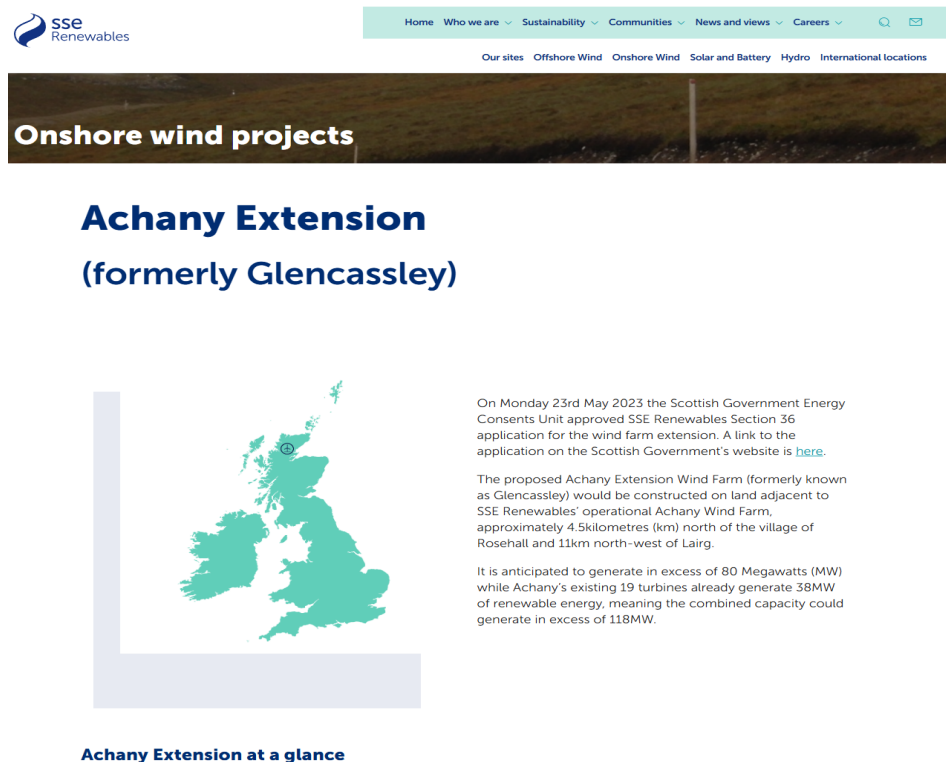 sse
Renewables
Home Who we are Sustainability Communities News and views Careers
Our sites Offshore Wind Onshore Wind Solar and Battery Hydro International locations
Onshore wind projects
Achany Extension
(formerly Glencassley)
On Monday 23rd May 2023 the Scottish Government Energy
Consents Unit approved SSE Renewables Section 36
application for the wind farm extension. A link to the
application on the Scottish Government's website is here.
The proposed Achany Extension Wind Farm (formerly known
as Glencassley) would be constructed on land adjacent to
SSE Renewables' operational Achany Wind Farm,
approximately 4.5kilometres (km) north of the village of
Rosehall and 11km north-west of Lairg.
It is anticipated to generate in excess of 80 Megawatts (MW)
while Achany's existing 19 turbines already generate 38MW
of renewable energy, meaning the combined capacity could
generate in excess of 118MW.
Achany Extension at a glance